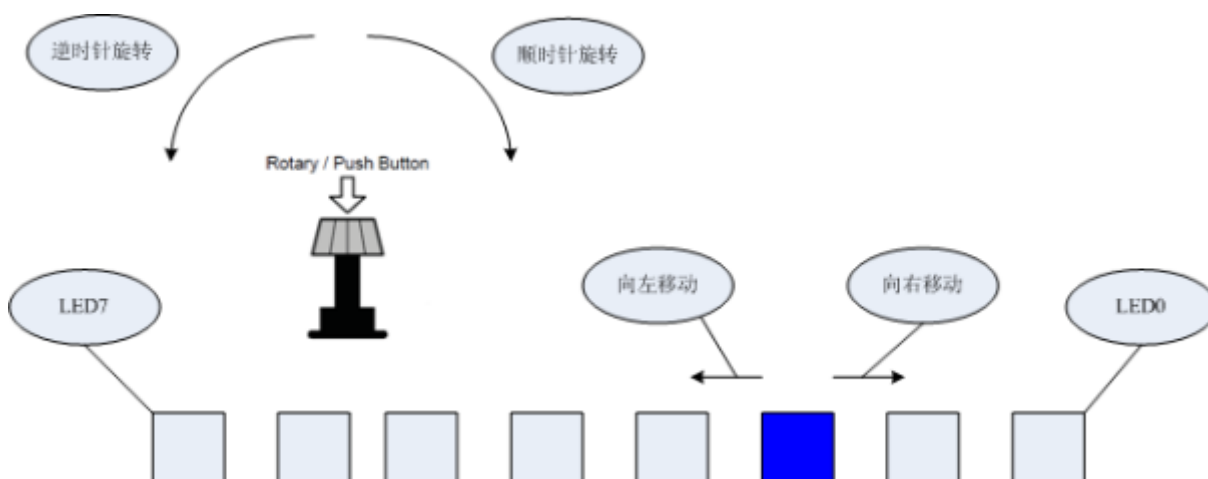 逆时针旋转
顺时针旋转
Rotary / Push Button
向左移动
向右移动
LED7
LED0